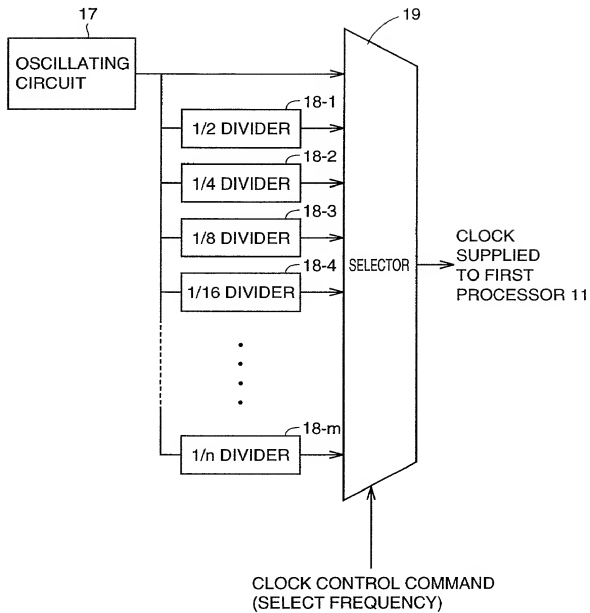 17
19
OSCILLATING
CIRCUIT
18-1
1/2 DIVIDER
18-2
1/4 DIVIDER
18-3
1/8 DIVIDER
18-4
1/16 DIVIDER
18-m
1/n DIVIDER
SELECTOR
CLOCK
SUPPLIED
TO FIRST
PROCESSOR 11
CLOCK CONTROL COMMAND
(SELECT FREQUENCY)